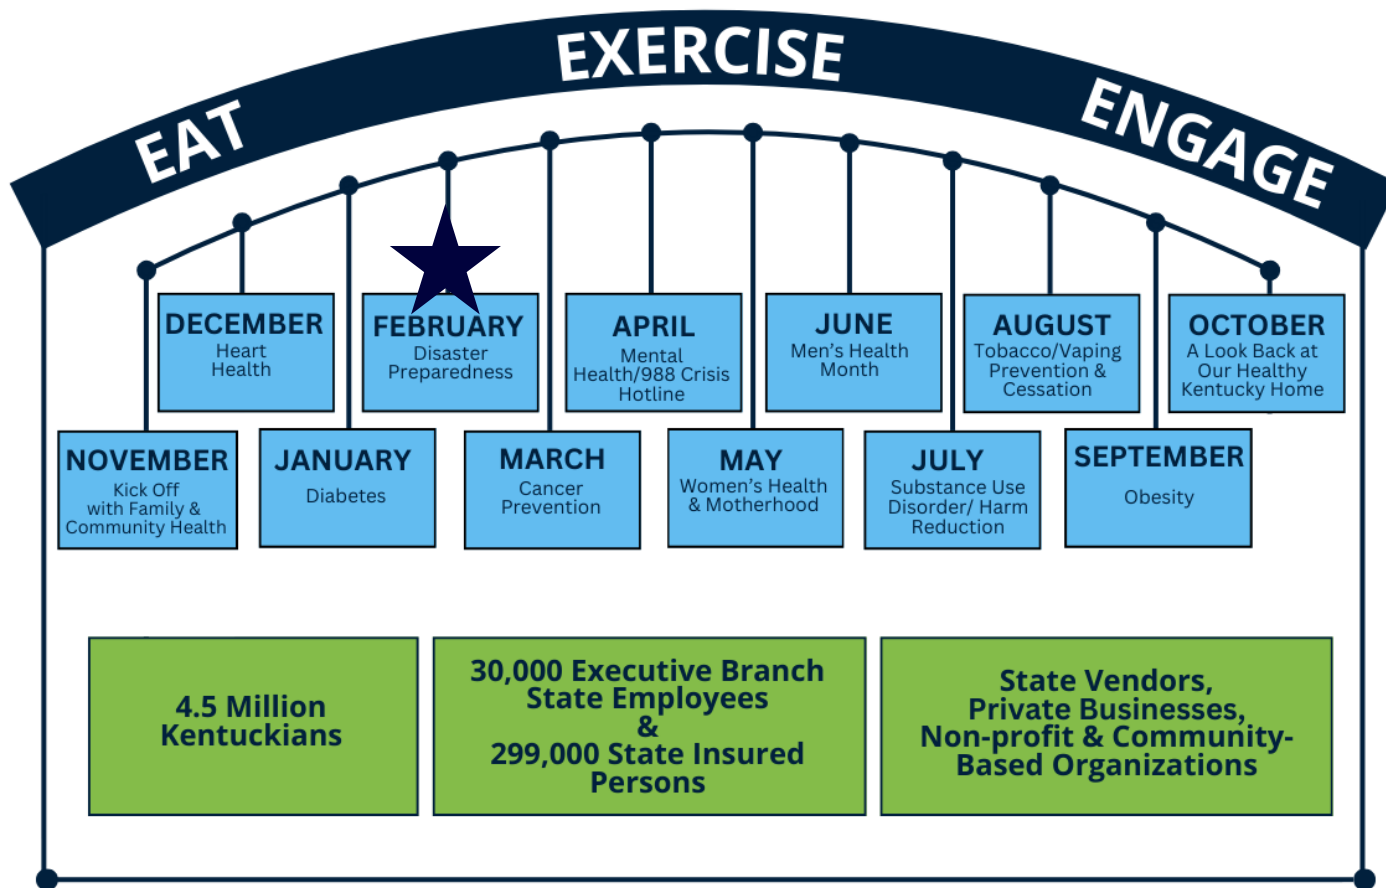 EAT
EXERCISE
ENGAGE
NOVEMBER
Kick Off
with Family &
Community Health
DECEMBER
Heart
Health
JANUARY
Diabetes
FEBRUARY
Disaster
Preparedness
MARCH
Cancer
Prevention
APRIL
Mental
Health/988 Crisis
Hotline
MAY
Women’s Health
& Motherhood
JUNE
Men’s Health
Month
JULY
Substance Use
Disorder/ Harm
Reduction
AUGUST
Tobacco/Vaping
Prevention &
Cessation
SEPTEMBER
Obesity
OCTOBER
A Look Back at
Our Healthy
Kentucky Home
4.5 Million
Kentuckians
30,000 Executive Branch
State Employees
&
299,000 State Insured
Persons
State Vendors,
Private Businesses,
Non-profit & Community-
Based Organizations